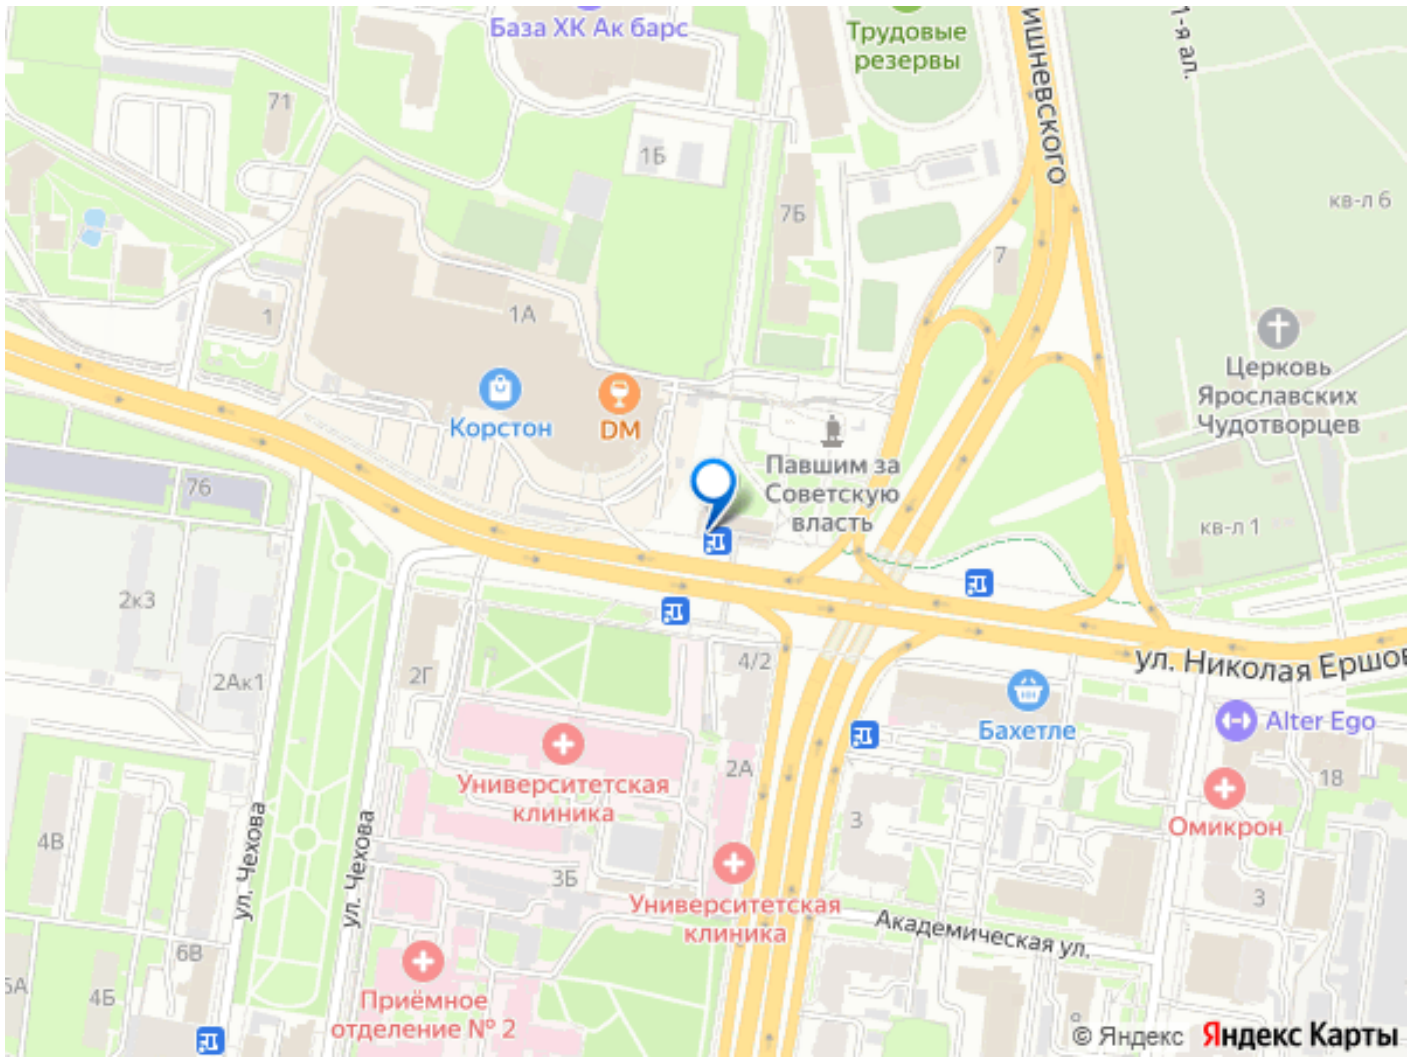 База ХК Ак барс
Трудовые
резервы
ишневского
1-я ал.
71
1Б
7Б
кв-л 6
7
1
1А
Церковь
Ярославских
Чудотворцев
Корстон
DM
Павшим за
Советскую
власть
76
кв-л 1
2к3
4/2
ул. Николая Ершов
2Г
2Ак1
Бахетле
Alter Ego
2А
18
Университетская
клиника
Омикрон
3
4В
ул. Чехова
ул. Чехова
3Б
3
Университетская
клиника
Академическая ул.
6В
5А
4Б
Приёмное
отделение № 2
© Яндекс Яндекс Карты